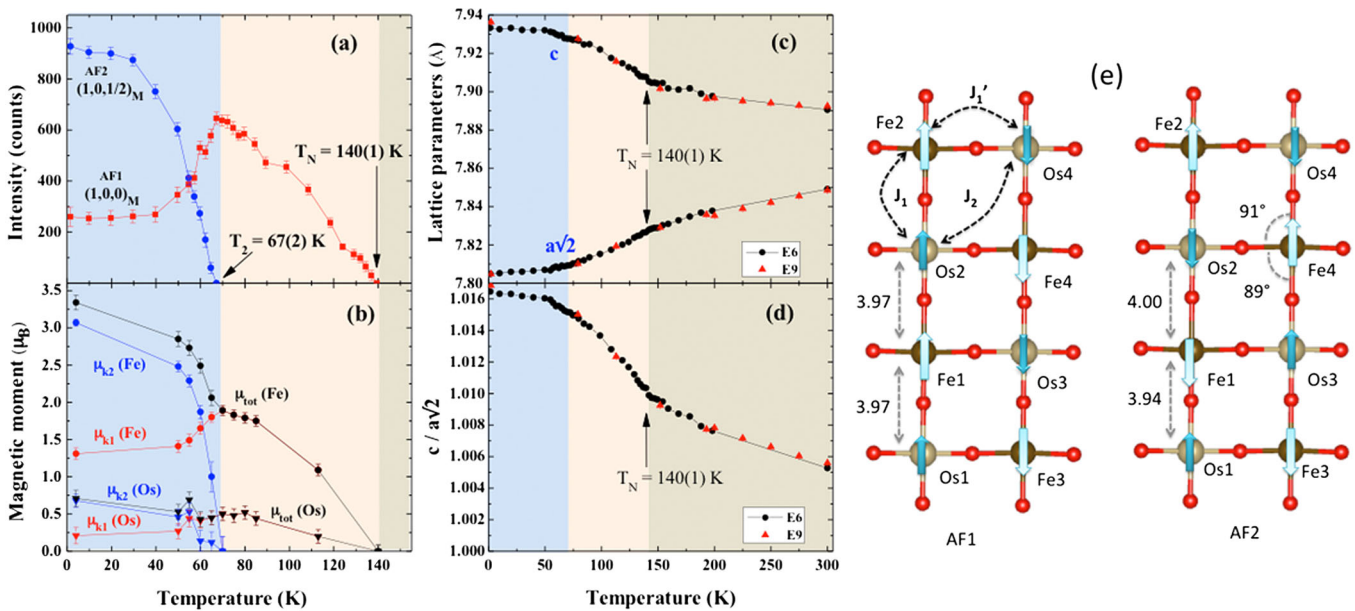 1000
800
600
400
200
0
Intensity (counts)
(a)
AF2
(1,0,1/2)M
AF1
(1,0,0)M
TN = 140(1) K
T2 = 67(2) K
3.5
3.0
2.5
2.0
1.5
1.0
0.5
0.0
Magnetic moment (μB)
(b)
μk2 (Fe)
μtot (Fe)
μk1 (Fe)
μk2 (Os)
μk1 (Os)
μtot (Os)
0 20 40 60 80 100 120 140
Temperature (K)
7.94
7.92
7.90
7.88
7.86
7.84
7.82
7.80
Lattice parameters (Å)
(c)
c
TN = 140(1) K
a√2
E6
E9
1.016
1.014
1.012
1.010
1.008
1.006
1.004
1.002
1.000
c / a√2
(d)
TN = 140(1) K
E6
E9
0 50 100 150 200 250 300
Temperature (K)
(e)
J1’
Fe2
Os4
J1
J2
Os2
Fe4
3.97
Fe1
Os3
3.97
Os1
Fe3
AF1
Fe2
Os4
91°
Os2
Fe4
4.00
89°
Fe1
Os3
3.94
Os1
Fe3
AF2